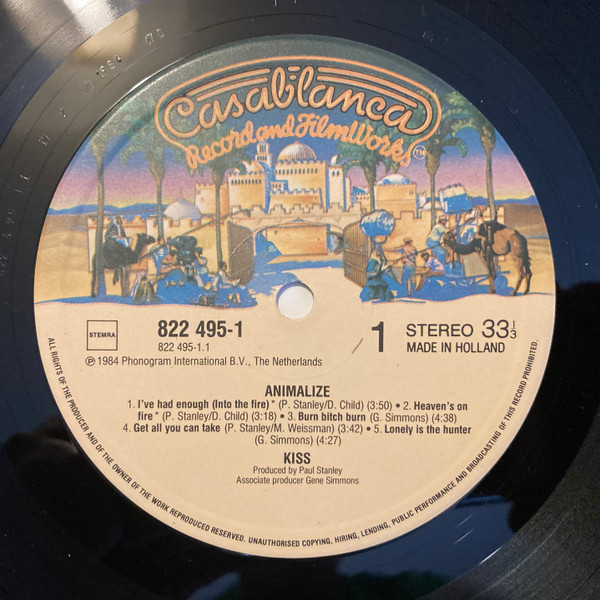 Casablanca
Record and FilmWorks TM
STEMRA
822 495-1
822 495-1.1
1
STEREO 33 1/3
MADE IN HOLLAND
℗ 1984 Phonogram International B.V., The Netherlands
ANIMALIZE
1. I've had enough (Into the fire)* (P. Stanley/D. Child) (3:50) • 2. Heaven's on
fire* (P. Stanley/D. Child) (3:18) • 3. Burn bitch burn (G. Simmons) (4:38)
4. Get all you can take (P. Stanley/M. Weissman) (3:42) • 5. Lonely is the hunter
(G. Simmons) (4:27)
KISS
Produced by Paul Stanley
Associate producer Gene Simmons
ALL RIGHTS OF THE PRODUCER AND OF THE OWNER OF THE WORK REPRODUCED RESERVED. UNAUTHORISED COPYING, HIRING, LENDING, PUBLIC PERFORMANCE AND BROADCASTING OF THIS RECORD PROHIBITED.